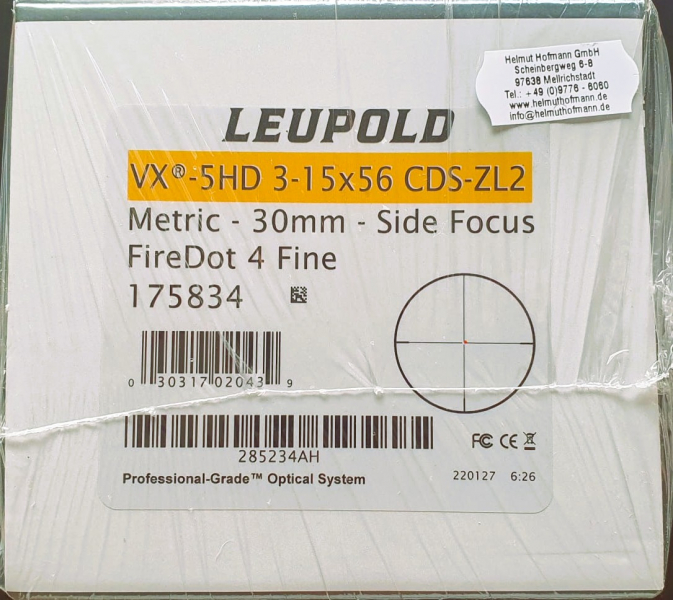 Helmut Hofmann GmbH
Scheinbergweg 6-8
97638 Mellrichstadt
Tel.: +49 (0)9776 - 6060
www.helmuthofmann.de
info@helmuthofmann.de
LEUPOLD
VX®-5HD 3-15x56 CDS-ZL2
Metric - 30mm - Side Focus
FireDot 4 Fine
175834
0 30317 02043 9
285234AH
FC CE
Professional-Grade™ Optical System
220127 6:26